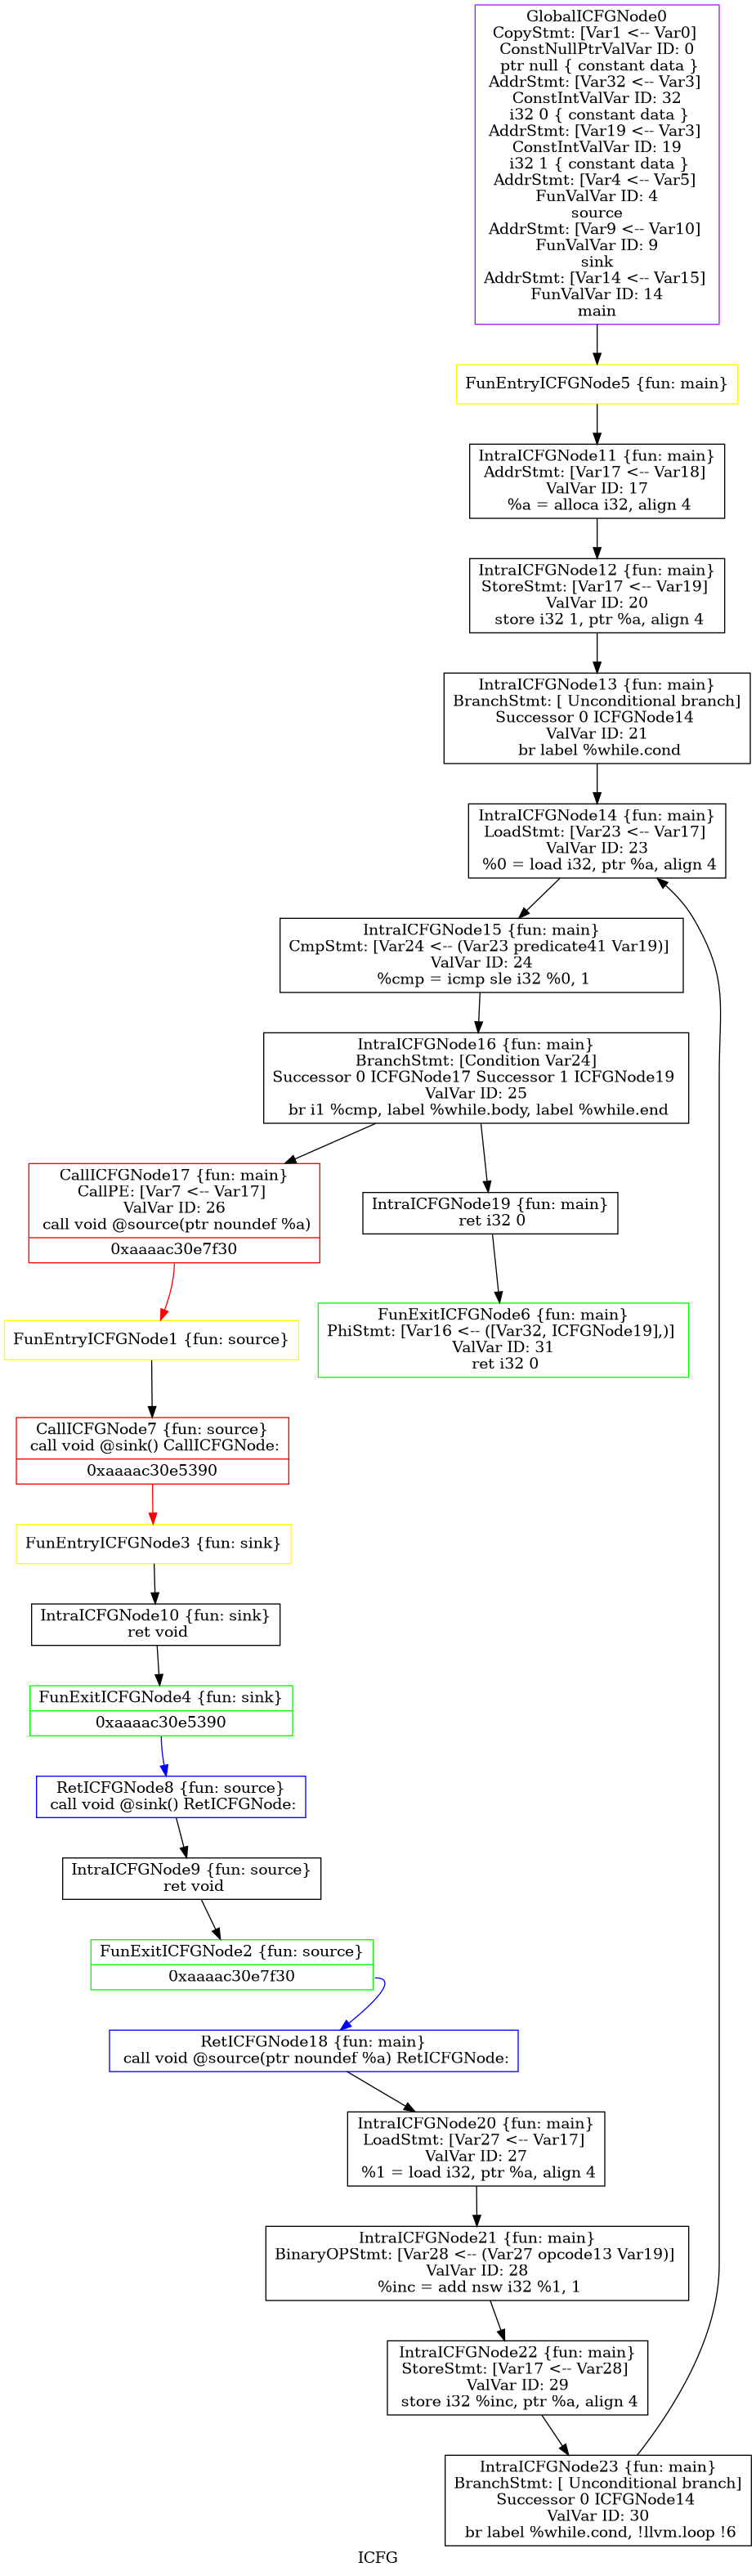 GlobalICFGNode0
CopyStmt: [Var1 <-- Var0]
ConstNullPtrValVar ID: 0
ptr null { constant data }
AddrStmt: [Var32 <-- Var3]
ConstIntValVar ID: 32
i32 0 { constant data }
AddrStmt: [Var19 <-- Var3]
ConstIntValVar ID: 19
i32 1 { constant data }
AddrStmt: [Var4 <-- Var5]
FunValVar ID: 4
source
AddrStmt: [Var9 <-- Var10]
FunValVar ID: 9
sink
AddrStmt: [Var14 <-- Var15]
FunValVar ID: 14
main
FunEntryICFGNode5 {fun: main}
IntraICFGNode11 {fun: main}
AddrStmt: [Var17 <-- Var18]
ValVar ID: 17
%a = alloca i32, align 4
IntraICFGNode12 {fun: main}
StoreStmt: [Var17 <-- Var19]
ValVar ID: 20
store i32 1, ptr %a, align 4
IntraICFGNode13 {fun: main}
BranchStmt: [ Unconditional branch]
Successor 0 ICFGNode14
ValVar ID: 21
br label %while.cond
IntraICFGNode14 {fun: main}
LoadStmt: [Var23 <-- Var17]
ValVar ID: 23
%0 = load i32, ptr %a, align 4
IntraICFGNode15 {fun: main}
CmpStmt: [Var24 <-- (Var23 predicate41 Var19)]
ValVar ID: 24
%cmp = icmp sle i32 %0, 1
IntraICFGNode16 {fun: main}
BranchStmt: [Condition Var24]
Successor 0 ICFGNode17 Successor 1 ICFGNode19
ValVar ID: 25
br i1 %cmp, label %while.body, label %while.end
CallICFGNode17 {fun: main}
CallPE: [Var7 <-- Var17]
ValVar ID: 26
call void @source(ptr noundef %a)
0xaaaac30e7f30
IntraICFGNode19 {fun: main}
ret i32 0
FunEntryICFGNode1 {fun: source}
FunExitICFGNode6 {fun: main}
PhiStmt: [Var16 <-- ([Var32, ICFGNode19],)]
ValVar ID: 31
ret i32 0
CallICFGNode7 {fun: source}
call void @sink() CallICFGNode:
0xaaaac30e5390
FunEntryICFGNode3 {fun: sink}
IntraICFGNode10 {fun: sink}
ret void
FunExitICFGNode4 {fun: sink}
0xaaaac30e5390
RetICFGNode8 {fun: source}
call void @sink() RetICFGNode:
IntraICFGNode9 {fun: source}
ret void
FunExitICFGNode2 {fun: source}
0xaaaac30e7f30
RetICFGNode18 {fun: main}
call void @source(ptr noundef %a) RetICFGNode:
IntraICFGNode20 {fun: main}
LoadStmt: [Var27 <-- Var17]
ValVar ID: 27
%1 = load i32, ptr %a, align 4
IntraICFGNode21 {fun: main}
BinaryOPStmt: [Var28 <-- (Var27 opcode13 Var19)]
ValVar ID: 28
%inc = add nsw i32 %1, 1
IntraICFGNode22 {fun: main}
StoreStmt: [Var17 <-- Var28]
ValVar ID: 29
store i32 %inc, ptr %a, align 4
IntraICFGNode23 {fun: main}
BranchStmt: [ Unconditional branch]
Successor 0 ICFGNode14
ValVar ID: 30
br label %while.cond, !llvm.loop !6
ICFG